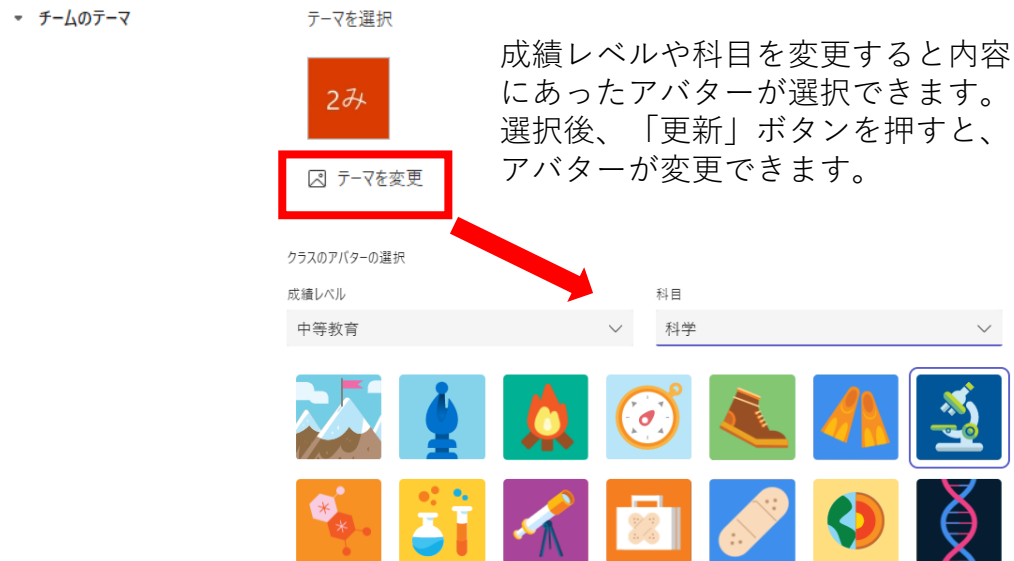 チームのテーマ
テーマを選択
2み
テーマを変更
成績レベルや科目を変更すると内容
にあったアバターが選択できます。
選択後、「更新」ボタンを押すと、
アバターが変更できます。
クラスのアバターの選択
成績レベル
科目
中等教育
科学